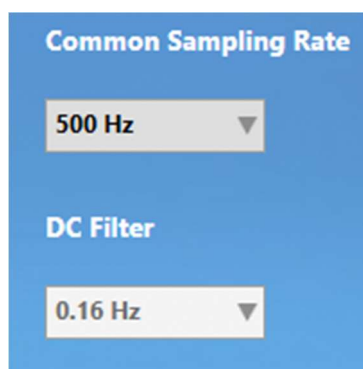 Common Sampling Rate
500 Hz
DC Filter
0.16 Hz